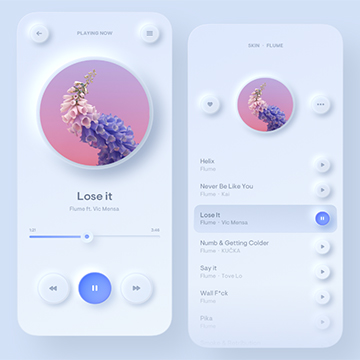 PLAYING NOW
Lose it
Flume ft. Vic Mensa
1:21
3:46
SKIN · FLUME
Helix
Flume
Never Be Like You
Flume · Kai
Lose it
Flume · Vic Mensa
Numb & Getting Colder
Flume · KUČKA
Say it
Flume · Tove Lo
Wall F*ck
Flume
Pika
Flume